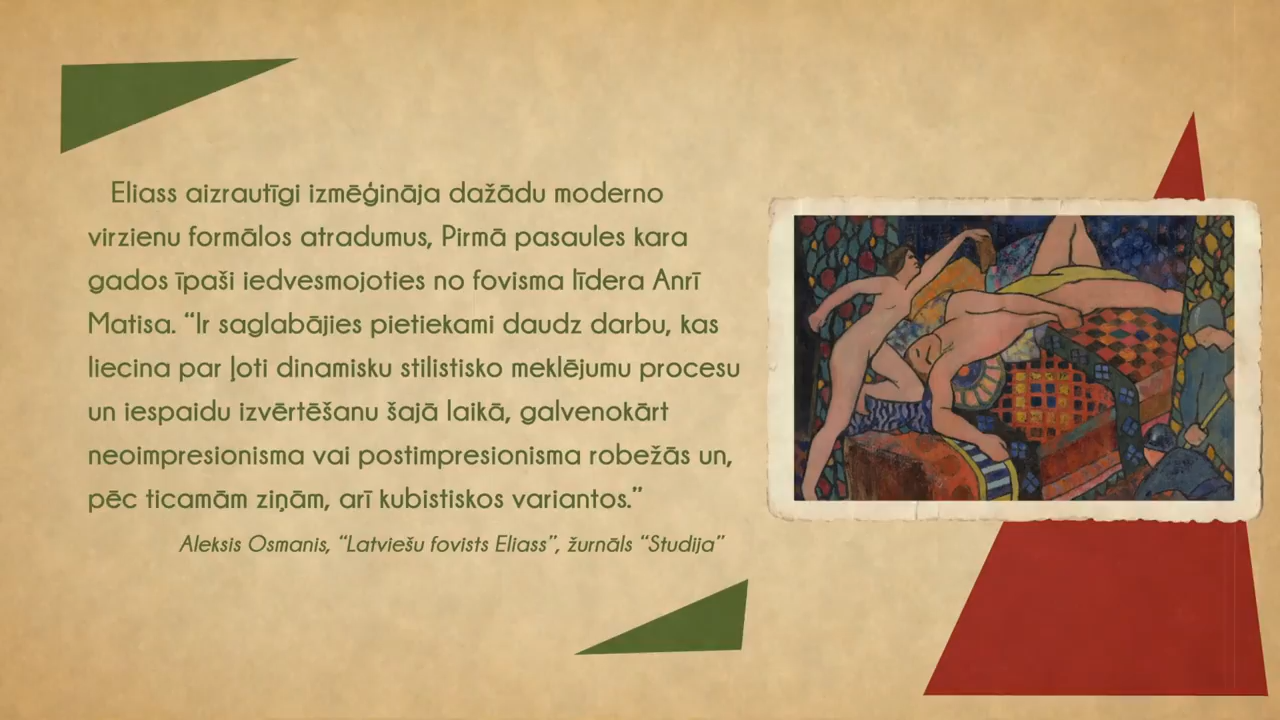 Eliass aizrautīgi izmēģināja dažādu moderno
virzienu formālos atradumus, Pirmā pasaules kara
gados īpaši iedvesmojoties no fovisma līdera Anrī
Matisa. “Ir saglabājies pietiekami daudz darbu, kas
liecina par ļoti dinamisku stilistisko meklējumu procesu
un iespaidu izvērtēšanu šajā laikā, galvenokārt
neoimpresionisma vai postimpresionisma robežās un,
pēc ticamām ziņām, arī kubistiskos variantos.”
Aleksis Osmanis, “Latviešu fovists Eliass”, žurnāls “Studija”